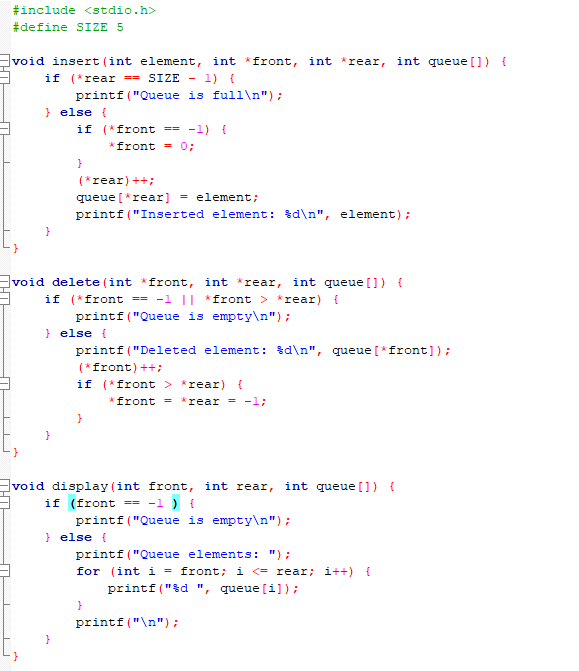 #include <stdio.h>
#define SIZE 5
void insert(int element, int *front, int *rear, int queue[]) {
    if (*rear == SIZE - 1) {
        printf("Queue is full\n");
    } else {
        if (*front == -1) {
            *front = 0;
        }
        (*rear)++;
        queue[*rear] = element;
        printf("Inserted element: %d\n", element);
    }
}
void delete(int *front, int *rear, int queue[]) {
    if (*front == -1 || *front > *rear) {
        printf("Queue is empty\n");
    } else {
        printf("Deleted element: %d\n", queue[*front]);
        (*front)++;
        if (*front > *rear) {
            *front = *rear = -1;
        }
    }
}
void display(int front, int rear, int queue[]) {
    if (front == -1 ) {
        printf("Queue is empty\n");
    } else {
        printf("Queue elements: ");
        for (int i = front; i <= rear; i++) {
            printf("%d ", queue[i]);
        }
        printf("\n");
    }
}